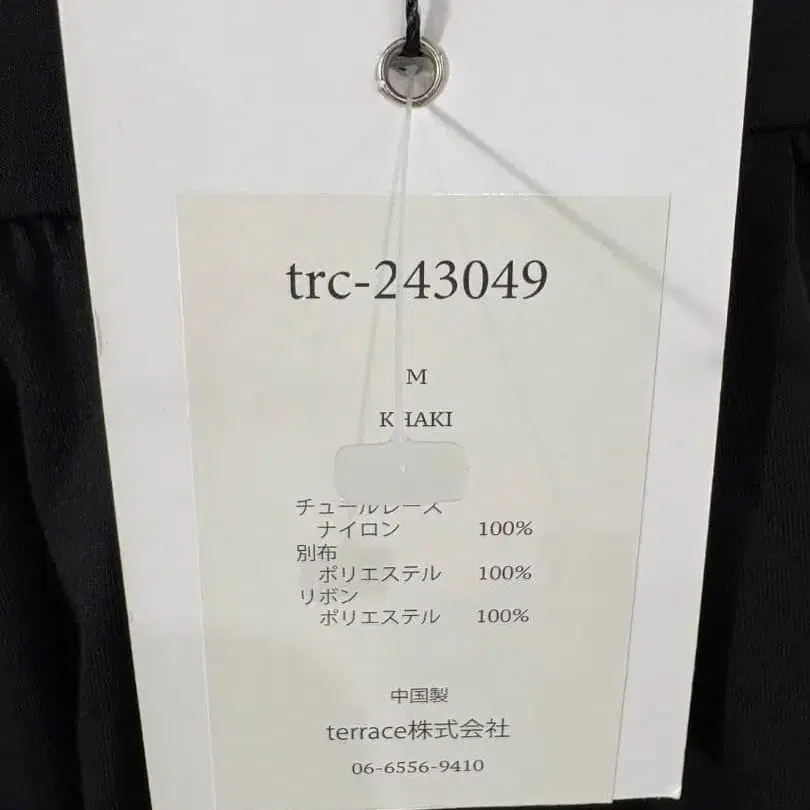 trc-243049
M
KHAKI
チュールレース
ナイロン 100%
別布
ポリエステル 100%
リボン
ポリエステル 100%
中国製
terrace株式会社
06-6556-9410